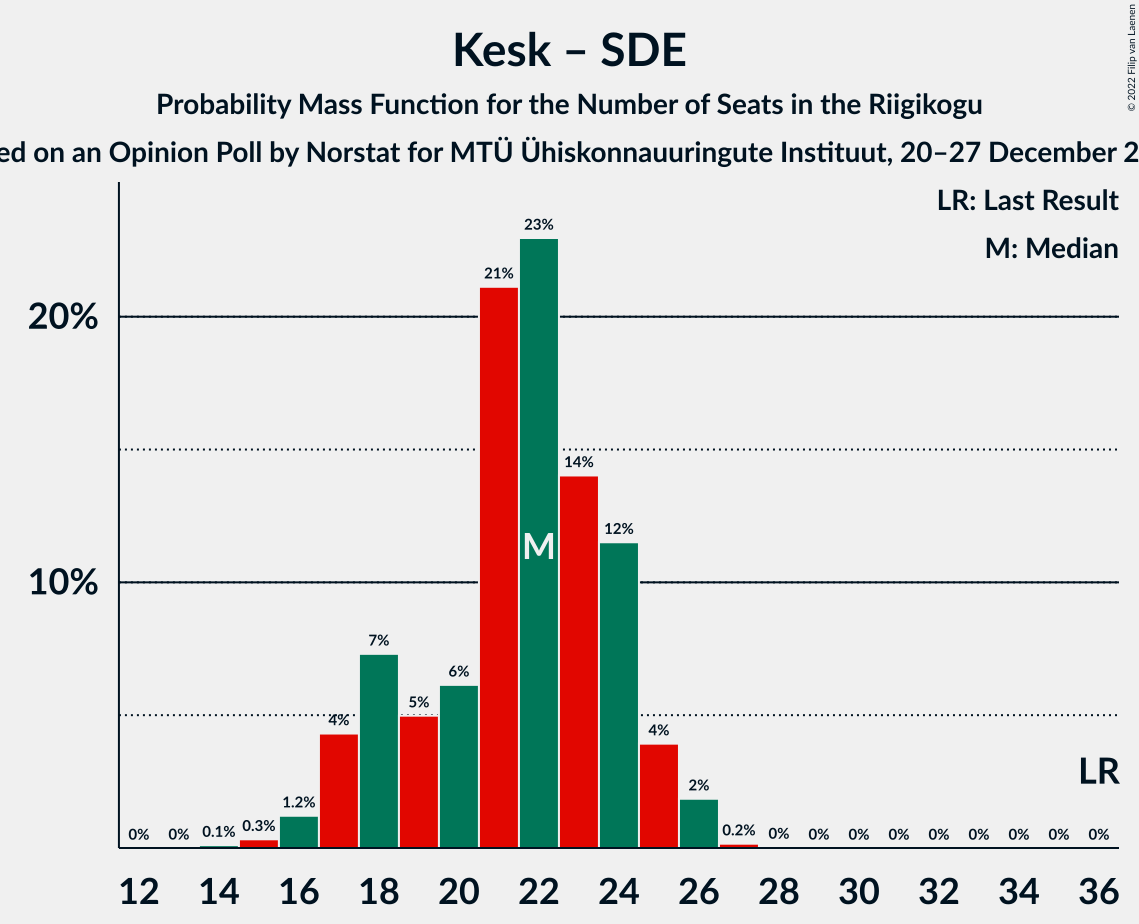 Kesk – SDE
Probability Mass Function for the Number of Seats in the Riigikogu
ed on an Opinion Poll by Norstat for MTÜ Ühiskonnauuringute Instituut, 20–27 December 2
© 2022 Filip van Laenen
LR: Last Result
M: Median
20%
10%
0% 0% 0.1% 0.3% 1.2% 4% 7% 5% 6% 21% 23% 14% 12% 4% 2% 0.2% 0% 0% 0% 0% 0% 0% 0% 0% 0%
M
LR
12 14 16 18 20 22 24 26 28 30 32 34 36